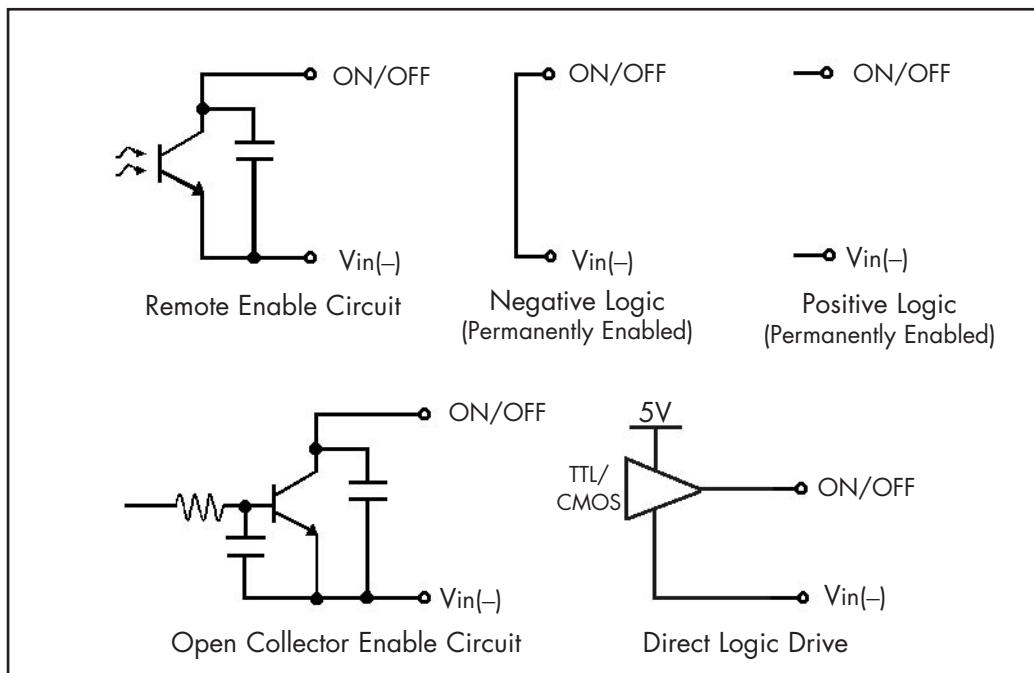 ON/OFF
Vin(–)
Remote Enable Circuit
ON/OFF
Vin(–)
Negative Logic
(Permanently Enabled)
ON/OFF
Vin(–)
Positive Logic
(Permanently Enabled)
ON/OFF
Vin(–)
Open Collector Enable Circuit
5V
TTL/
CMOS
ON/OFF
Vin(–)
Direct Logic Drive